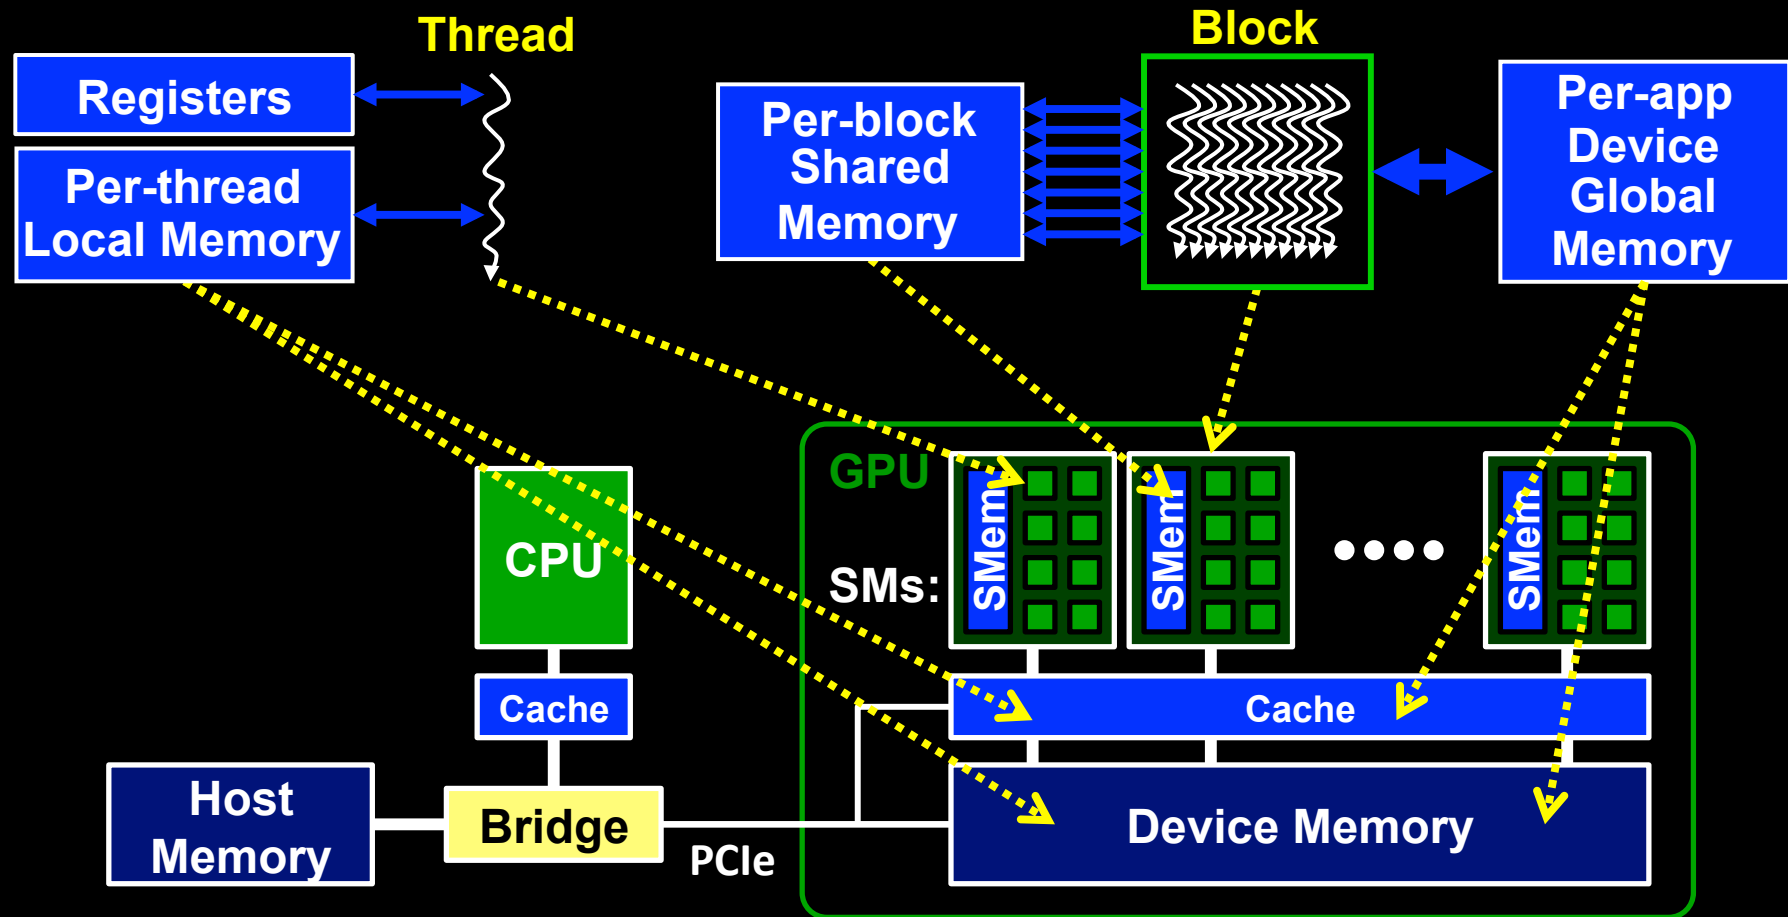 Thread
Block
Registers
Per-thread
Local Memory
Per-block
Shared
Memory
Per-app
Device
Global
Memory
GPU
SMs:
SMem
SMem
SMem
CPU
Cache
Cache
Host
Memory
Bridge
PCIe
Device Memory